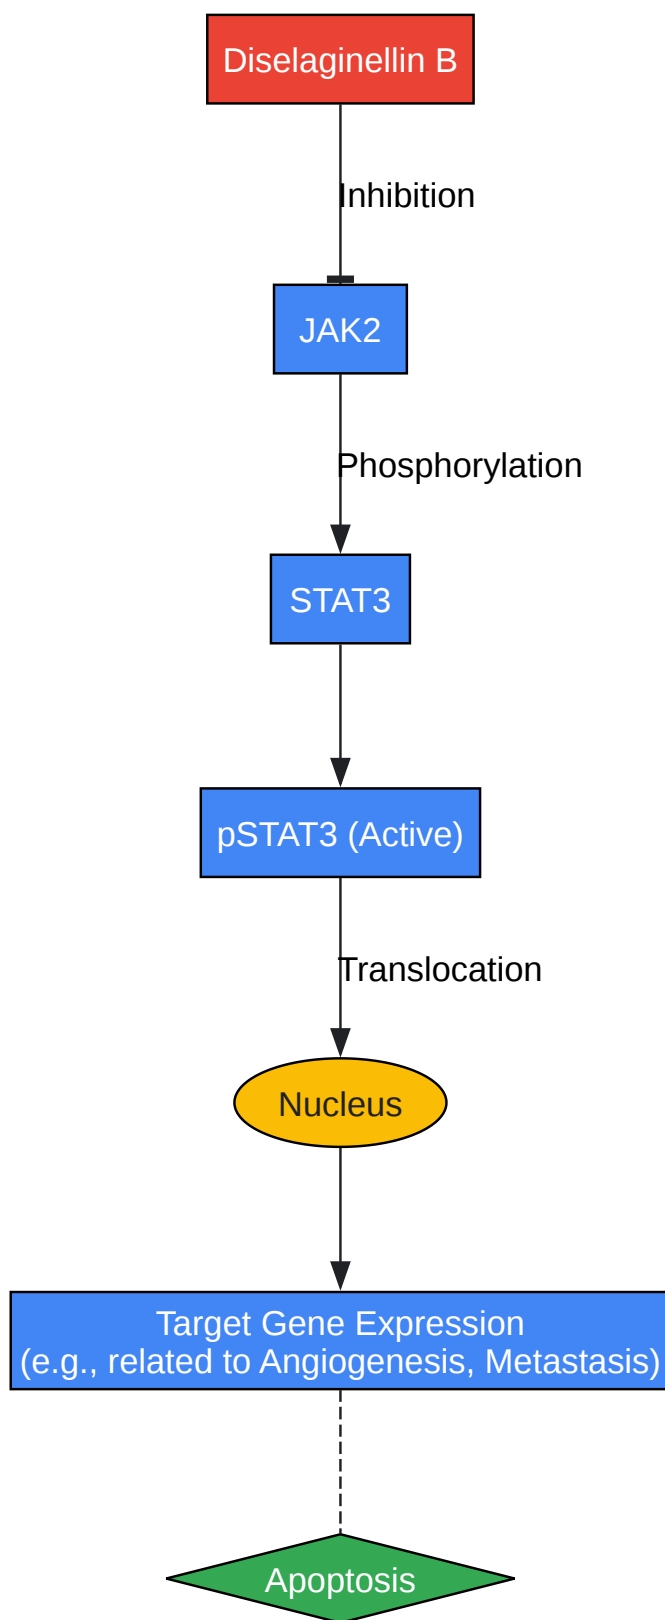 Diselaginellin B
Inhibition
JAK2
Phosphorylation
STAT3
pSTAT3 (Active)
Translocation
Nucleus
Target Gene Expression
(e.g., related to Angiogenesis, Metastasis)
Apoptosis